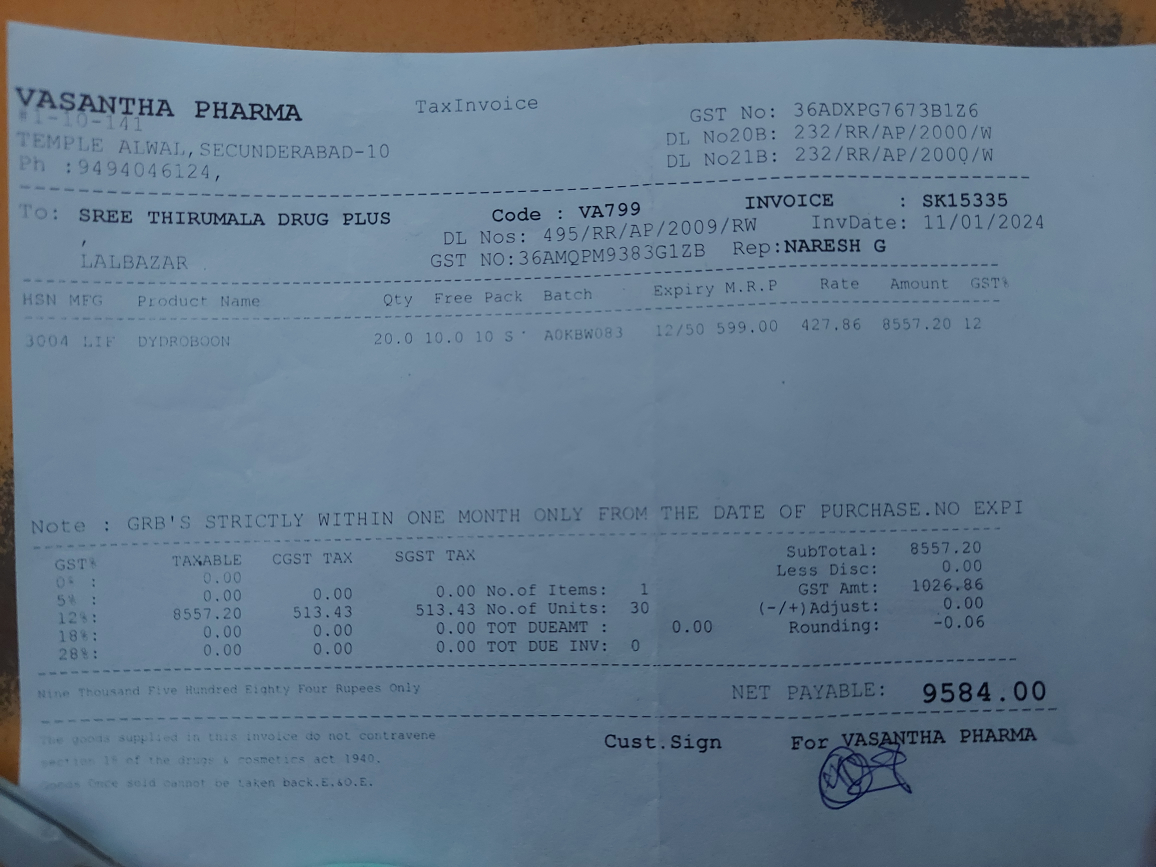 VASANTHA PHARMA TaxInvoice GST No: 36ADXPG7673B1Z6
#1-10-141 DL No20B: 232/RR/AP/2000/W
TEMPLE ALWAL,SECUNDERABAD-10 DL No21B: 232/RR/AP/2000/W
Ph :9494046124,
To: SREE THIRUMALA DRUG PLUS Code : VA799 INVOICE : SK15335
, DL Nos: 495/RR/AP/2009/RW InvDate: 11/01/2024
LALBAZAR GST NO:36AMQPM9383G1ZB Rep:NARESH G
HSN MFG Product Name Qty Free Pack Batch Expiry M.R.P Rate Amount GST%
3004 LIF DYDROBOON 20.0 10.0 10 S' A0KBW083 12/50 599.00 427.86 8557.20 12
Note : GRB'S STRICTLY WITHIN ONE MONTH ONLY FROM THE DATE OF PURCHASE.NO EXPI
GST% TAXABLE CGST TAX SGST TAX SubTotal: 8557.20
0% : 0.00 Less Disc: 0.00
5% : 0.00 0.00 0.00 No.of Items: 1 GST Amt: 1026.86
12%: 8557.20 513.43 513.43 No.of Units: 30 (-/+)Adjust: 0.00
18%: 0.00 0.00 0.00 TOT DUEAMT : 0.00 Rounding: -0.06
28%: 0.00 0.00 0.00 TOT DUE INV: 0
Nine Thousand Five Hundred Eighty Four Rupees Only NET PAYABLE: 9584.00
The goods supplied in this invoice do not contravene Cust.Sign For VASANTHA PHARMA
section 18 of the drugs & cosmetics act 1940.
Goods Once sold cannot be taken back.E.&O.E.